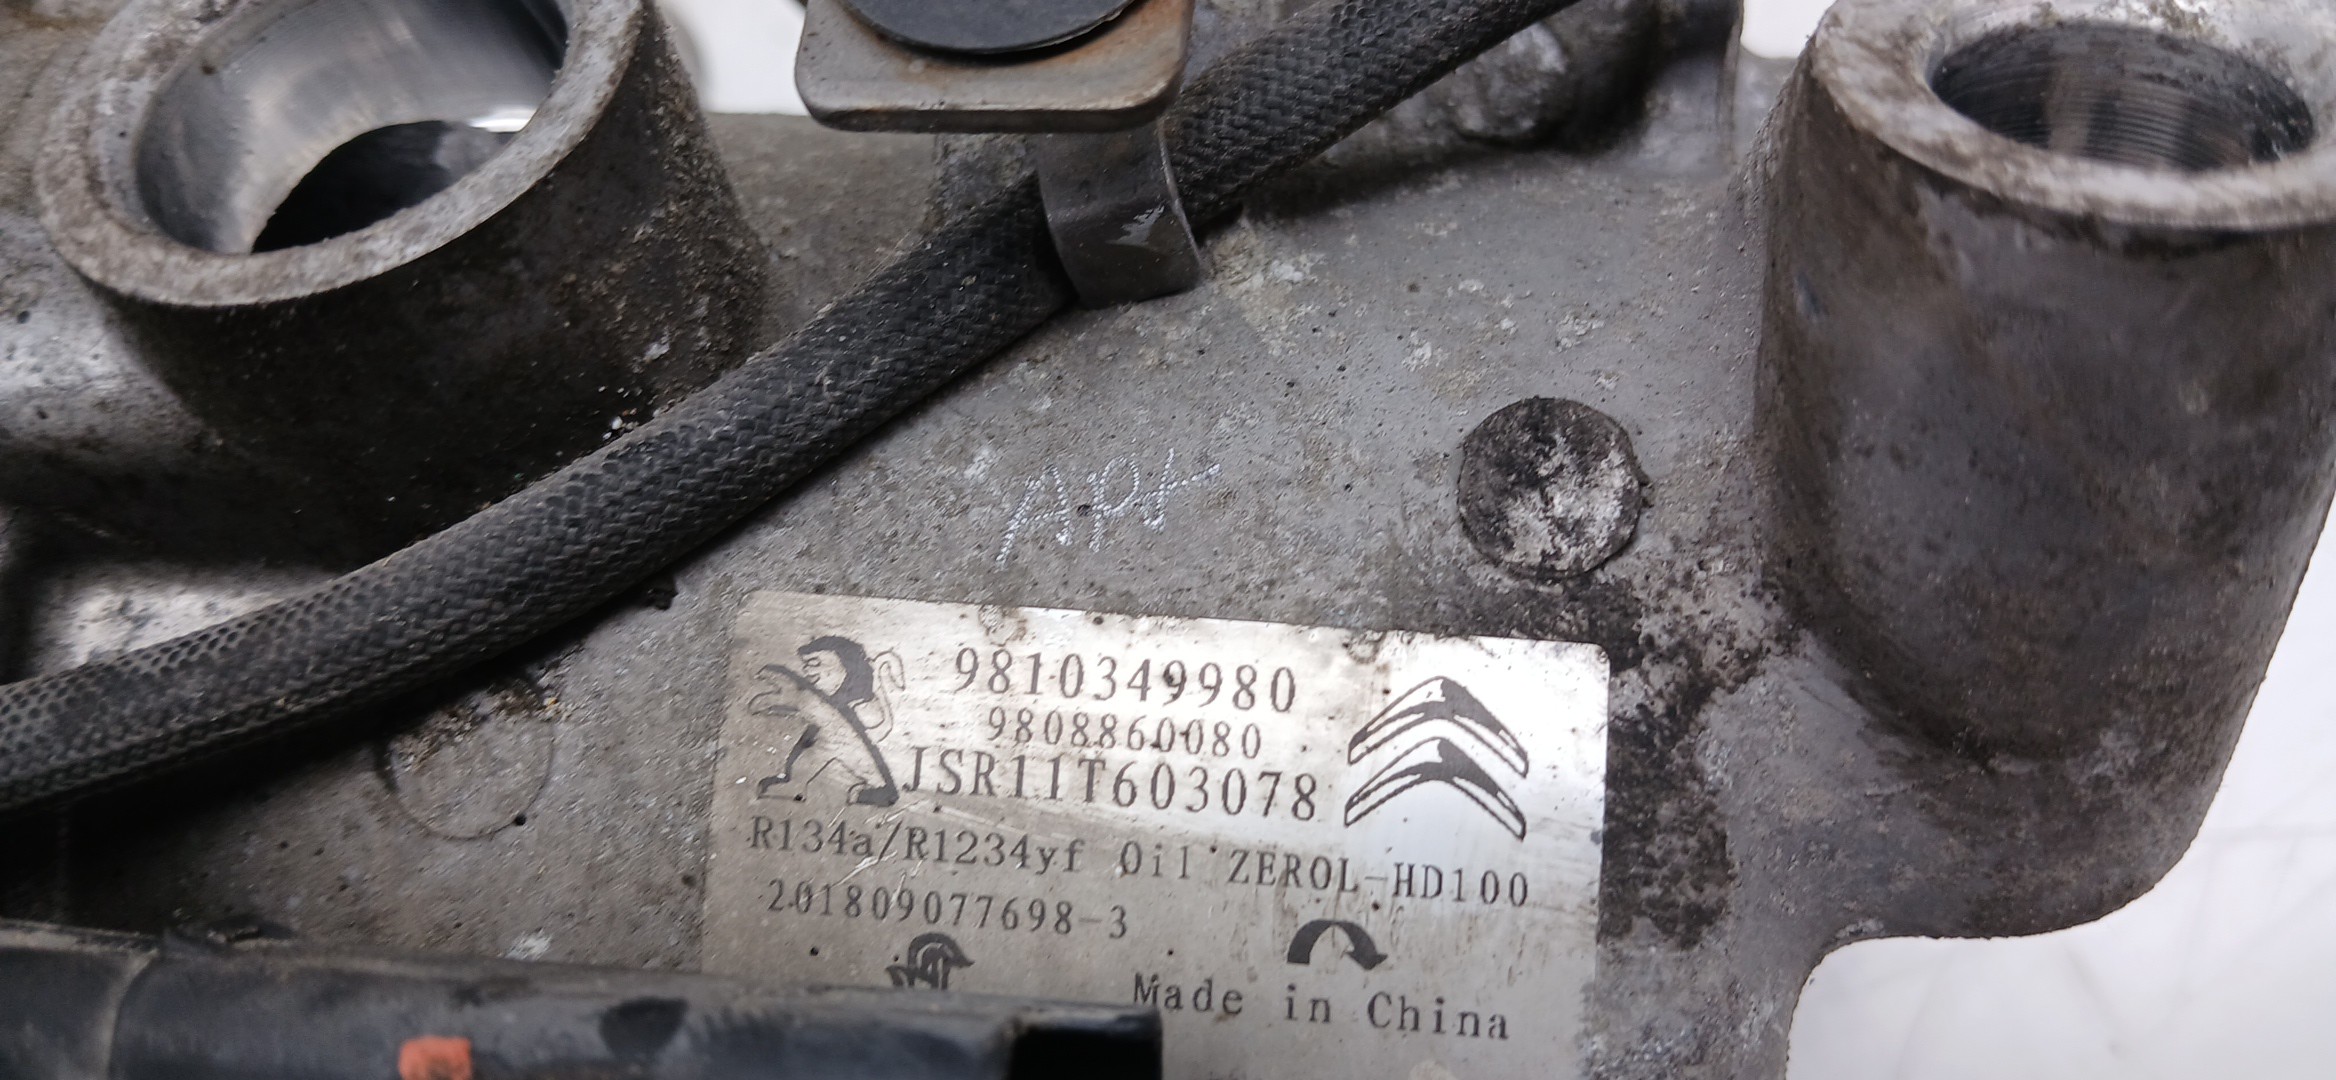 9810349980
9808860080
JSR11T603078
R134a/R1234yf Oil ZEROL-HD100
201809077698-3
Made in China